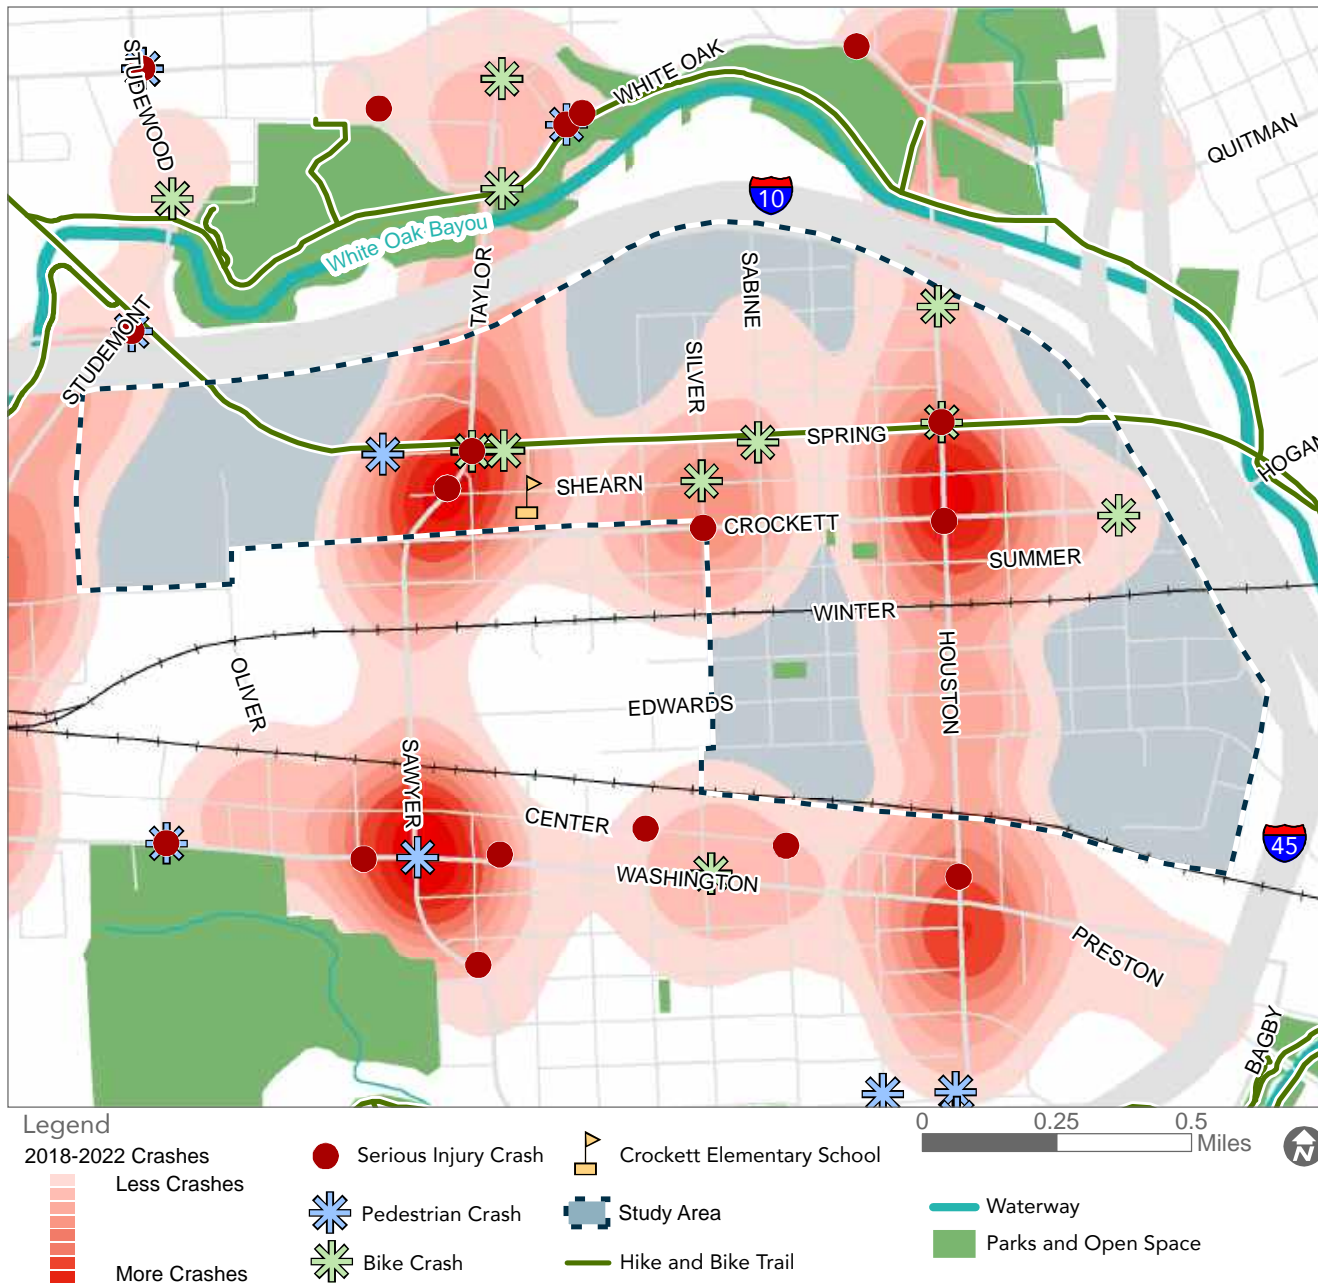 STUDEWOOD
WHITE OAK
QUITMAN
10
White Oak Bayou
TAYLOR
SABINE
STUDEMONT
SILVER
SPRING
HOGAN
SHEARN
CROCKETT
SUMMER
WINTER
OLIVER
HOUSTON
EDWARDS
SAWYER
CENTER
45
WASHINGTON
PRESTON
BAGBY
Legend
2018-2022 Crashes
Less Crashes
More Crashes
Serious Injury Crash
Pedestrian Crash
Bike Crash
Crockett Elementary School
Study Area
Hike and Bike Trail
0 0.25 0.5
Miles
N
Waterway
Parks and Open Space